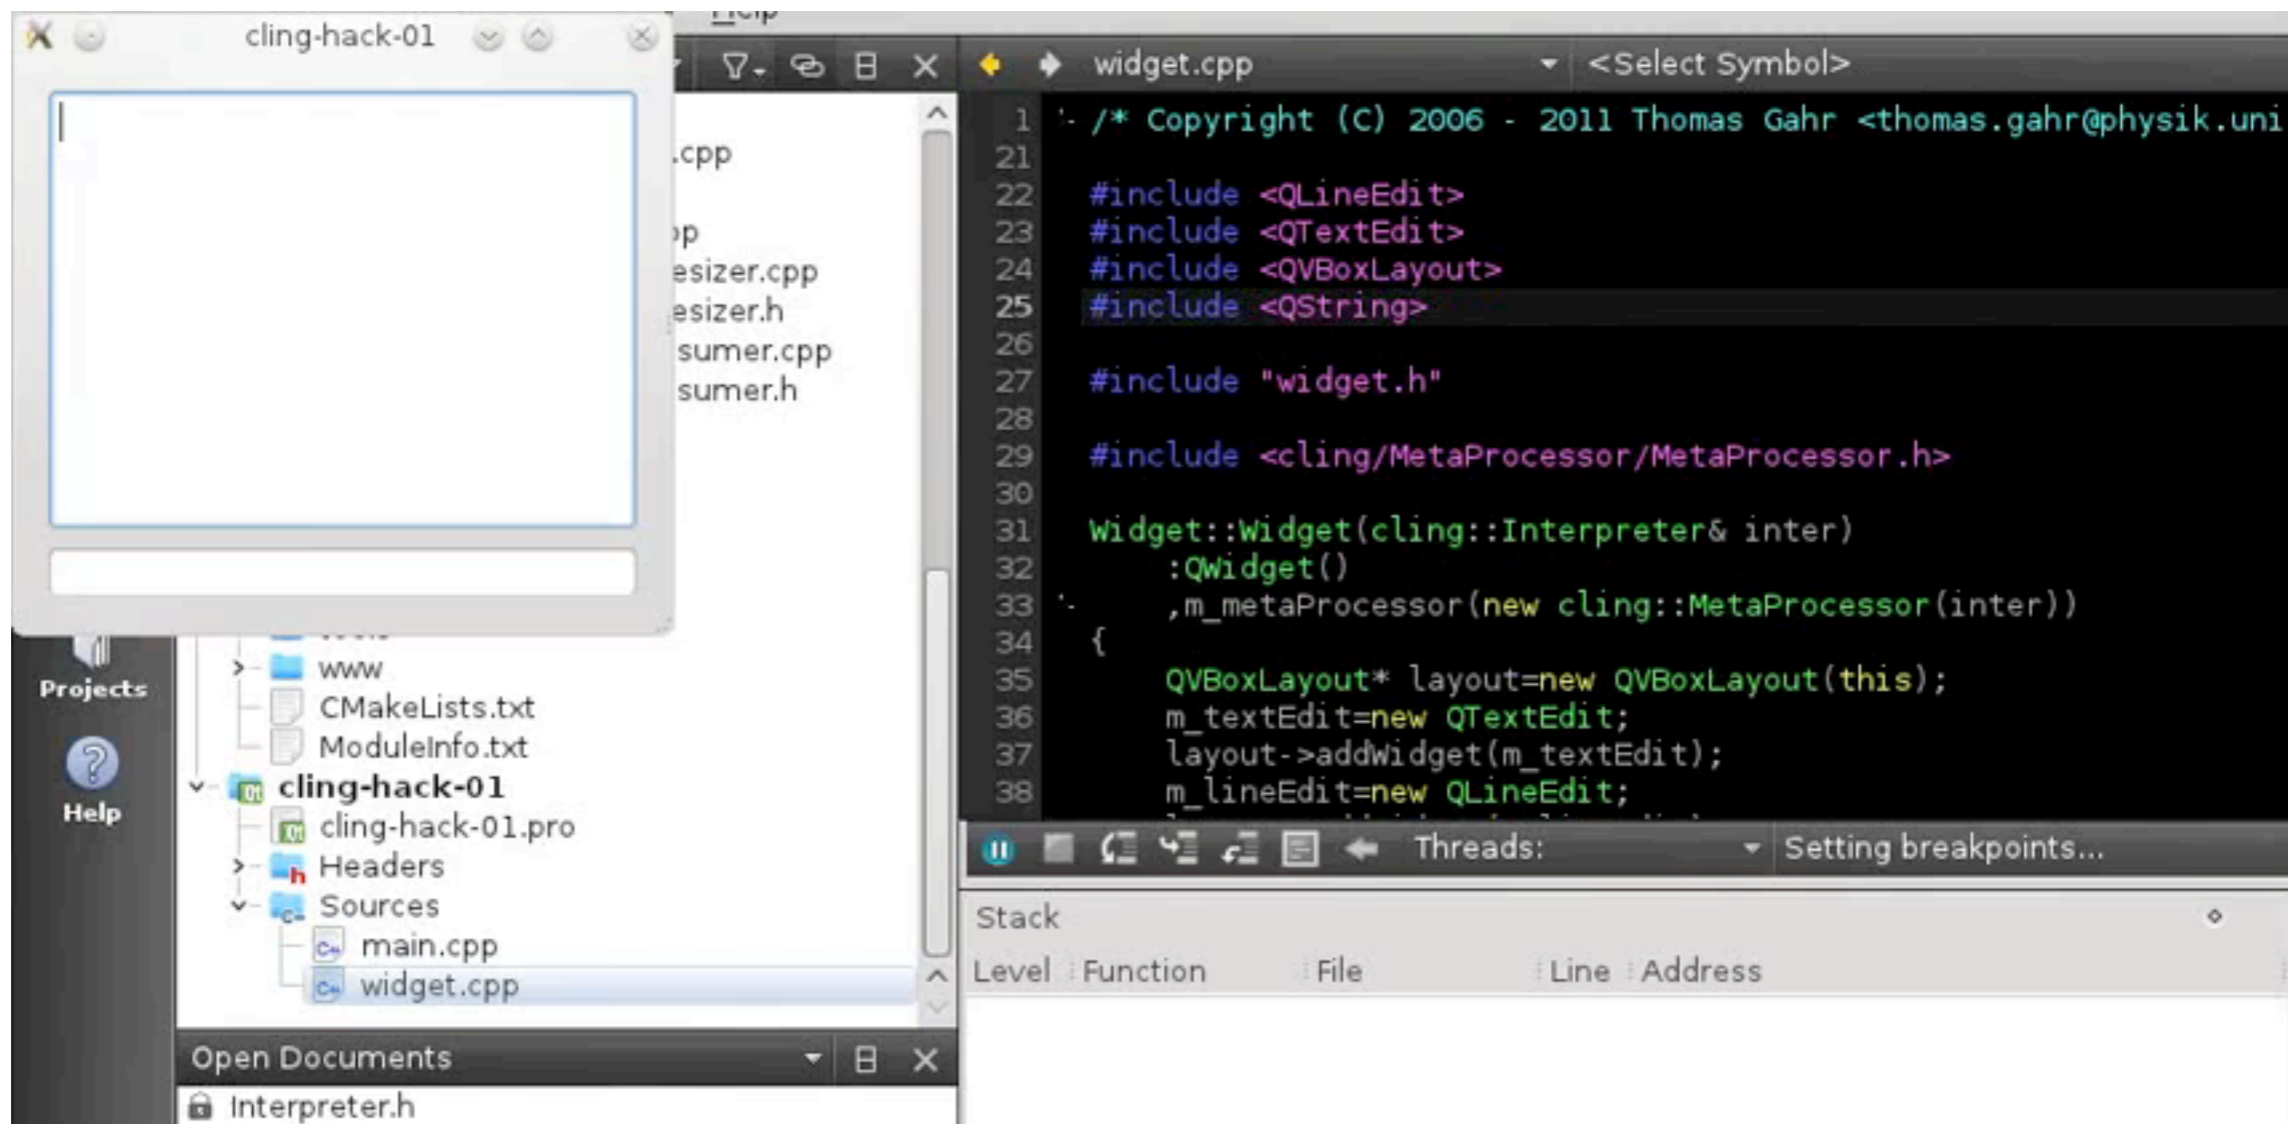 Help
cling-hack-01
widget.cpp
<Select Symbol>
.cpp
esizer.cpp
esizer.h
sumer.cpp
sumer.h
www
CMakeLists.txt
ModuleInfo.txt
cling-hack-01
cling-hack-01.pro
Headers
Sources
main.cpp
widget.cpp
Projects
Help
Open Documents
Interpreter.h
1 /* Copyright (C) 2006 - 2011 Thomas Gahr <thomas.gahr@physik.uni
21
22 #include <QLineEdit>
23 #include <QTextEdit>
24 #include <QVBoxLayout>
25 #include <QString>
26
27 #include "widget.h"
28
29 #include <cling/MetaProcessor/MetaProcessor.h>
30
31 Widget::Widget(cling::Interpreter& inter)
32 :QWidget()
33 ,m_metaProcessor(new cling::MetaProcessor(inter))
34 {
35 QVBoxLayout* layout=new QVBoxLayout(this);
36 m_textEdit=new QTextEdit;
37 layout->addWidget(m_textEdit);
38 m_lineEdit=new QLineEdit;
Threads:
Setting breakpoints...
Stack
Level Function File Line Address